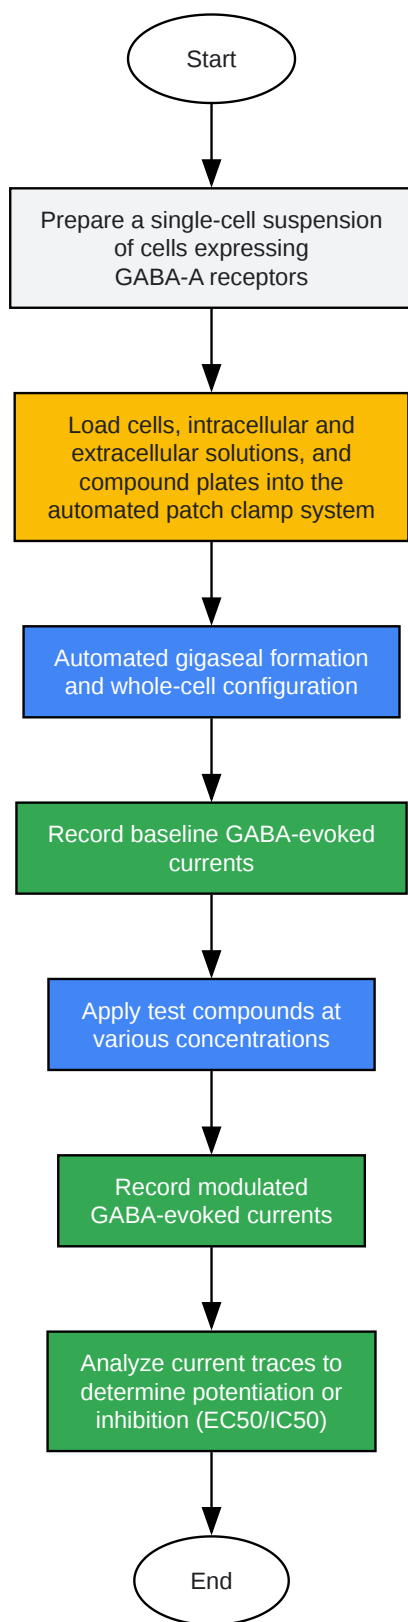 Start
Prepare a single-cell suspension
of cells expressing
GABA-A receptors
Load cells, intracellular and
extracellular solutions, and
compound plates into the
automated patch clamp system
Automated gigaseal formation
and whole-cell configuration
Record baseline GABA-evoked
currents
Apply test compounds at
various concentrations
Record modulated
GABA-evoked currents
Analyze current traces to
determine potentiation or
inhibition (EC50/IC50)
End